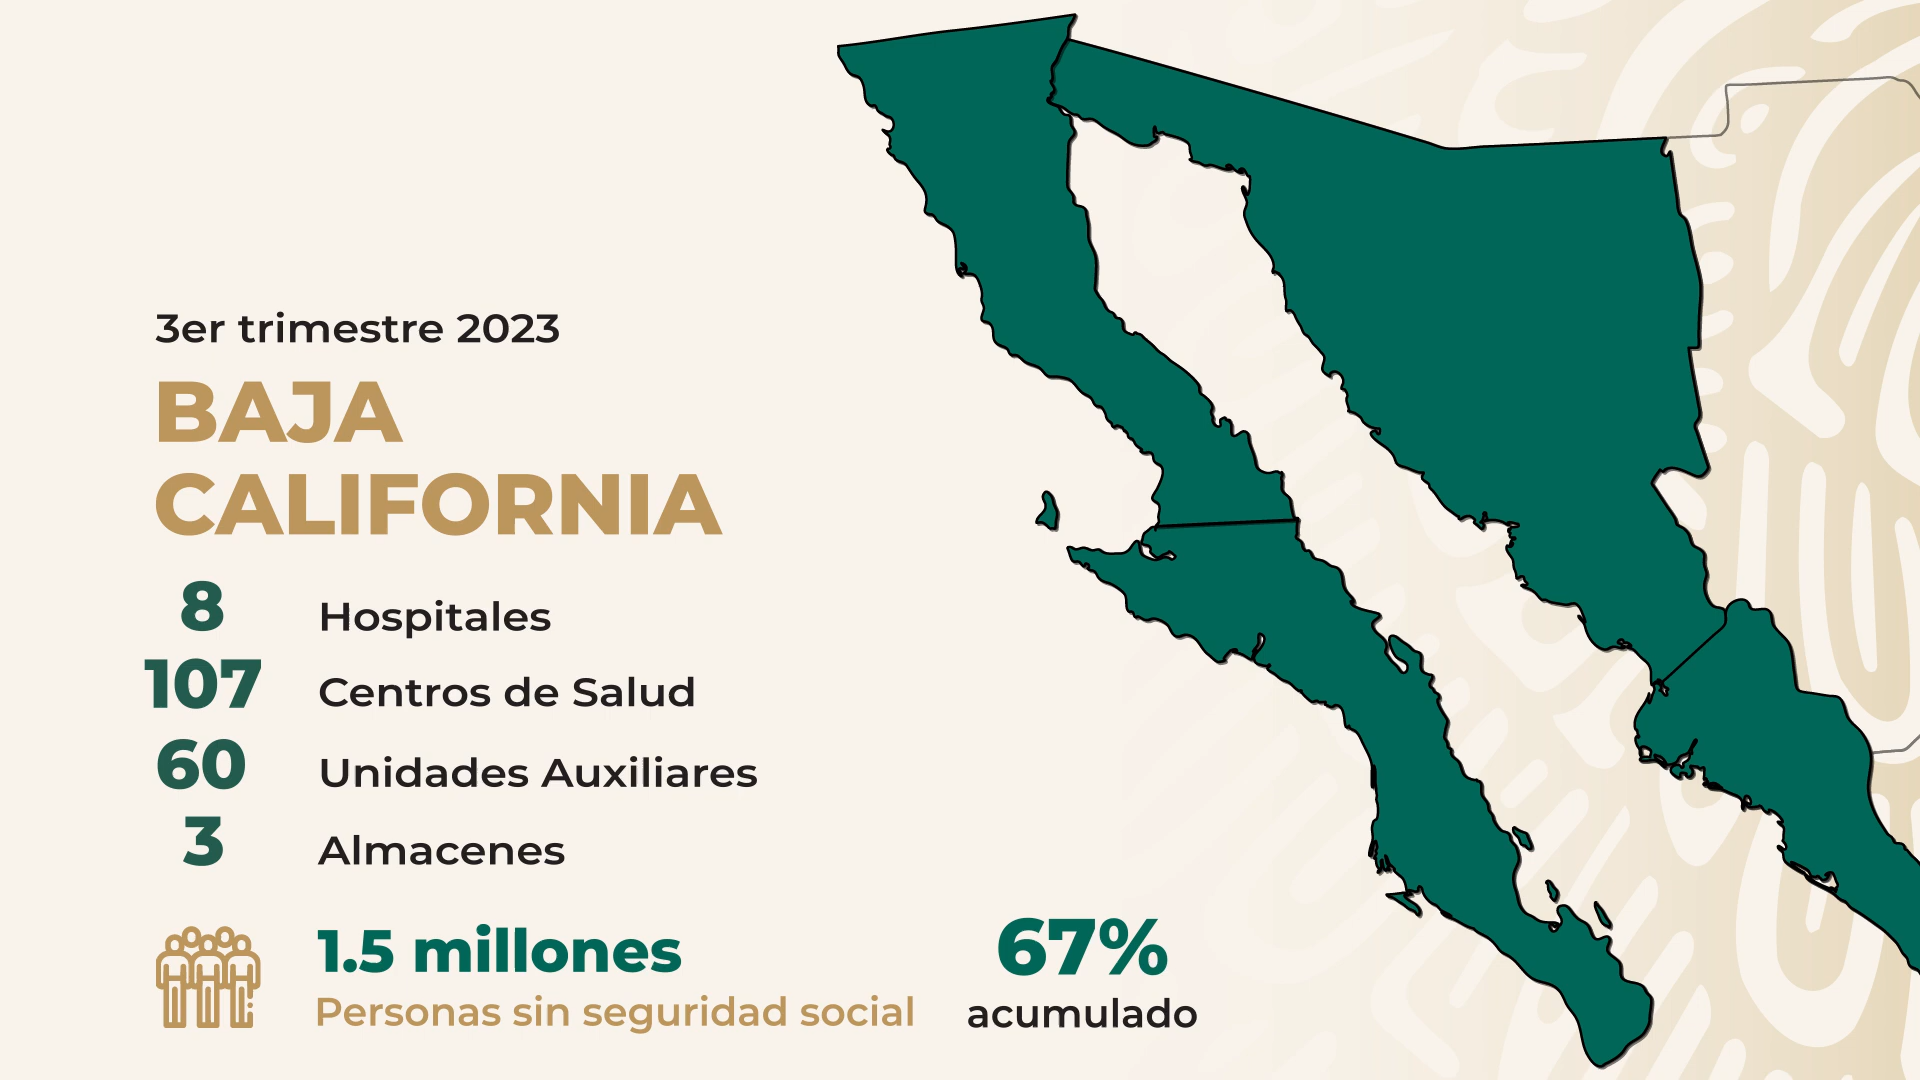 3er trimestre 2023
BAJA
CALIFORNIA
8 Hospitales
107 Centros de Salud
60 Unidades Auxiliares
3 Almacenes
1.5 millones
Personas sin seguridad social
67%
acumulado